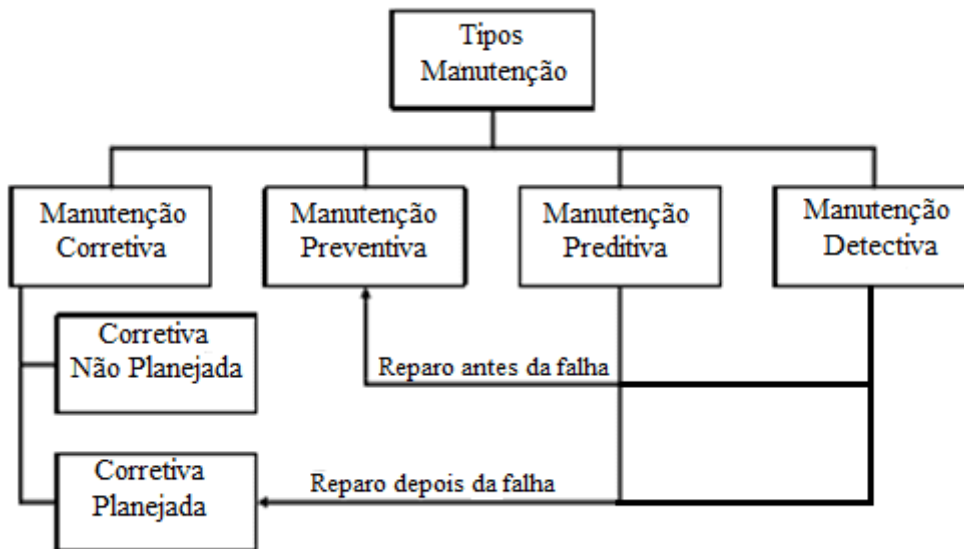 Tipos
Manutenção
Manutenção
Corretiva
Manutenção
Preventiva
Manutenção
Preditiva
Manutenção
Detectiva
Corretiva
Não Planejada
Reparo antes da falha
Corretiva
Planejada
Reparo depois da falha